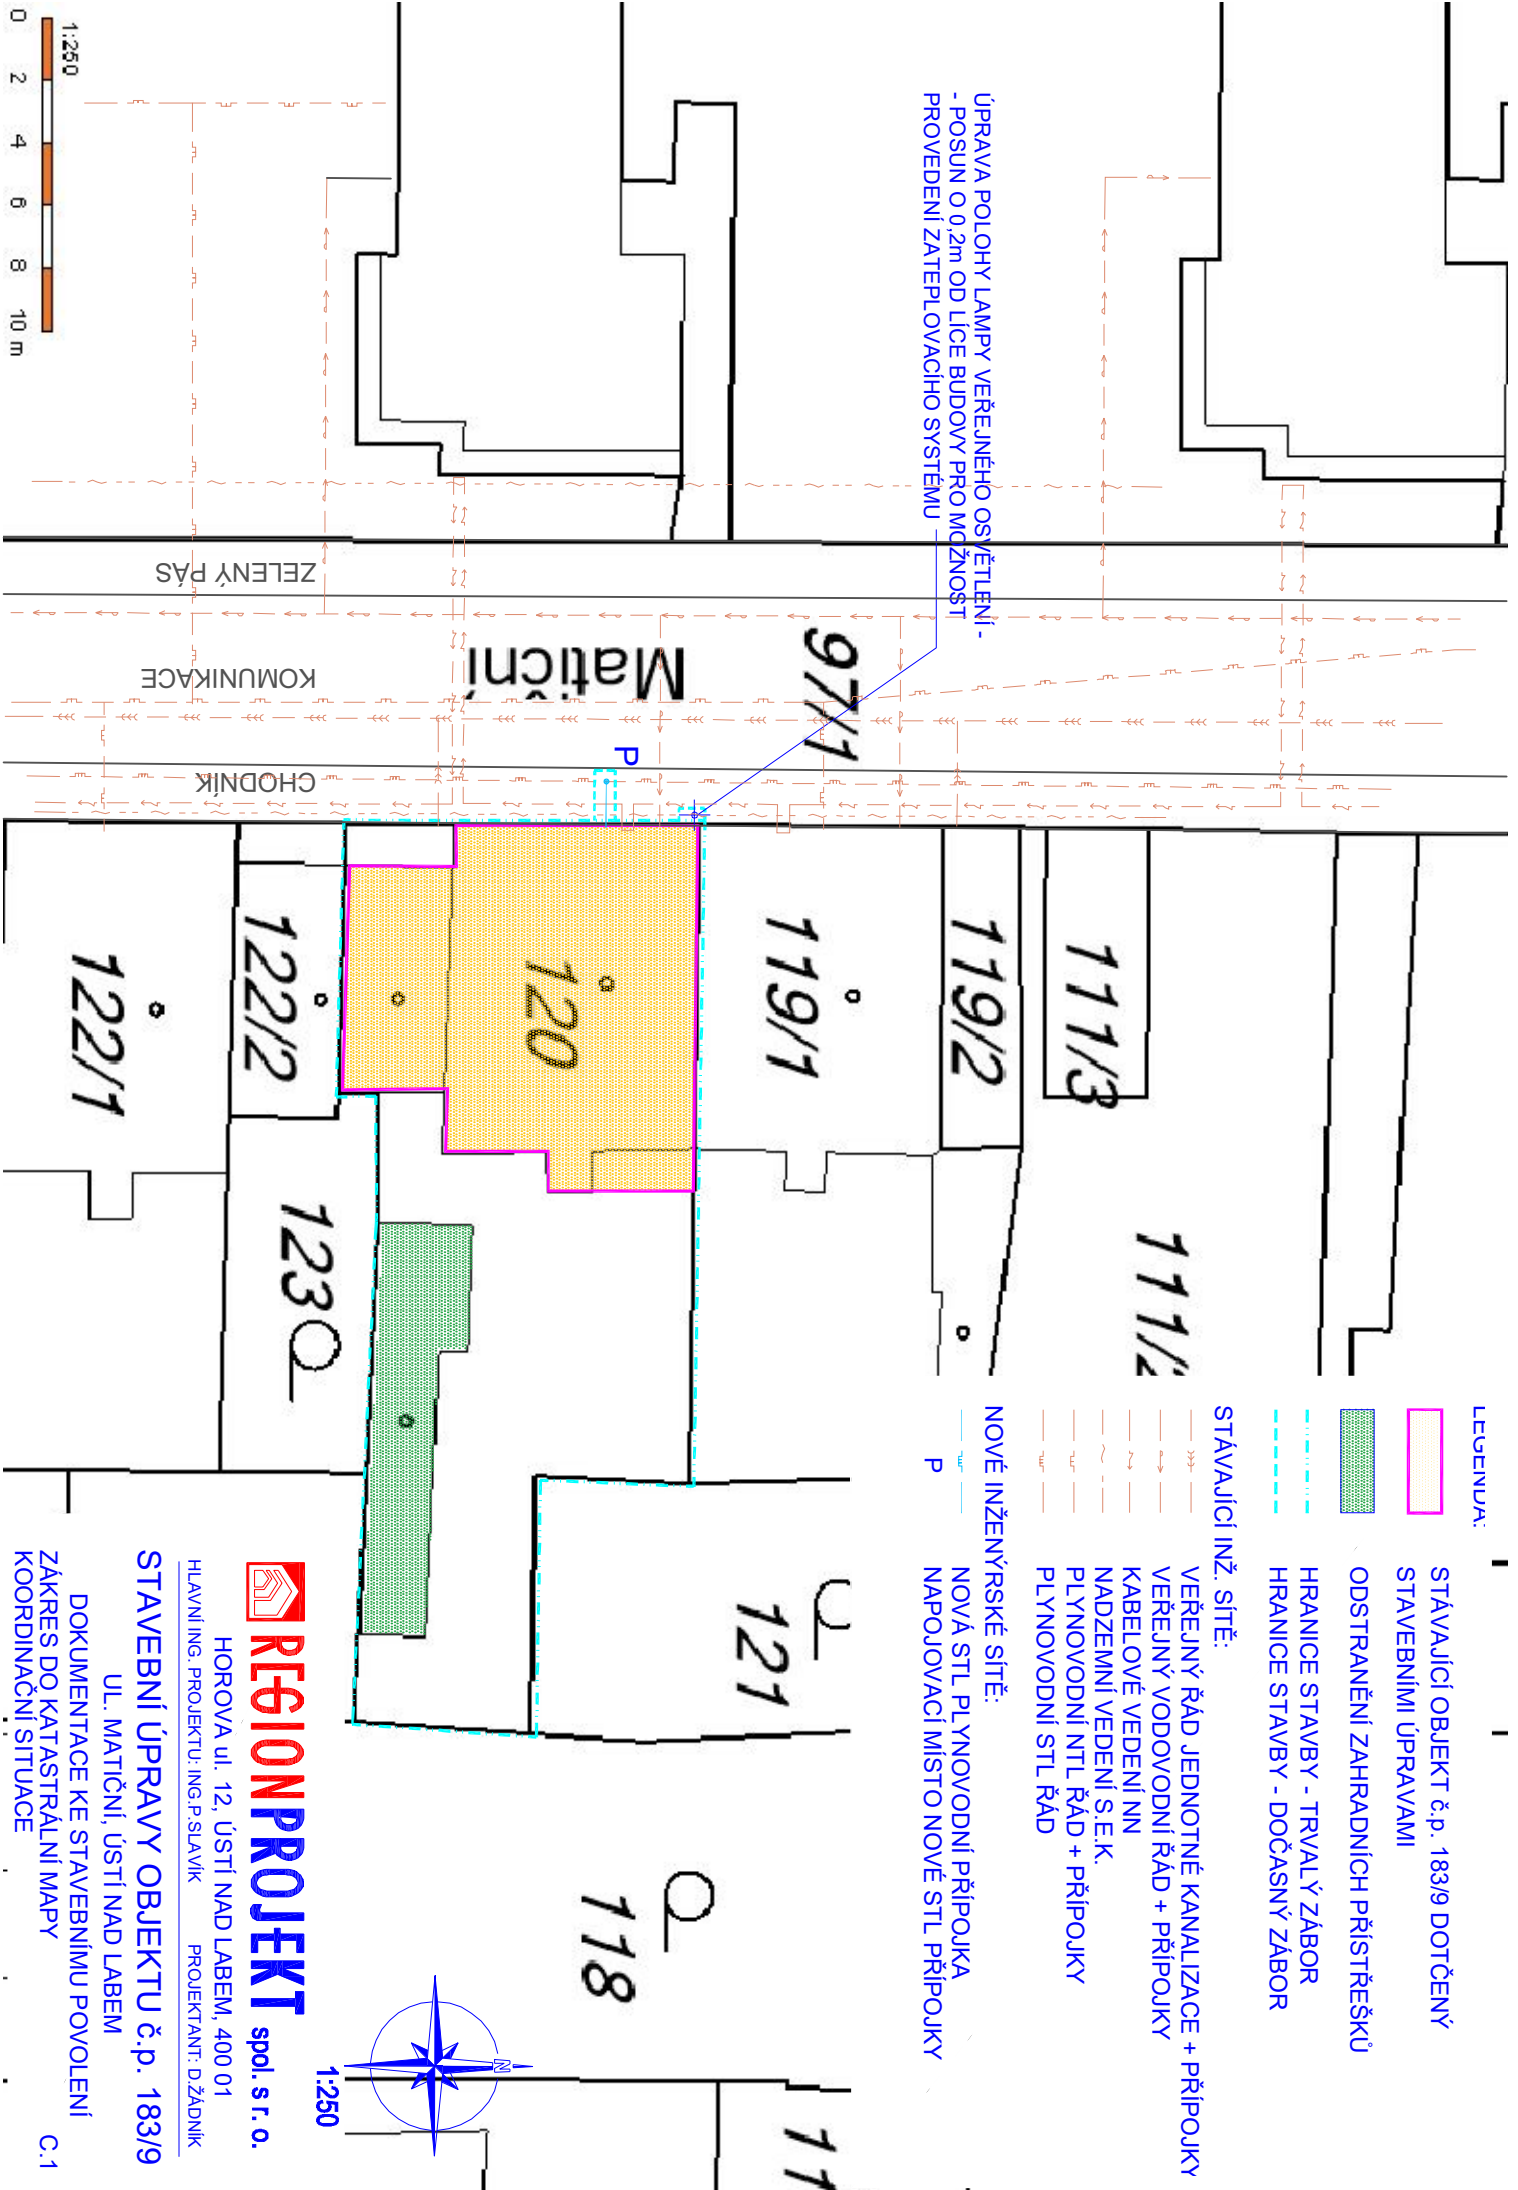 1:250
0 2 4 6 8 10 m
ÚPRAVA POLOHY LAMPY VEŘEJNÉHO OSVĚTLENÍ -
- POSUN O 0,2m OD LÍCE BUDOVY PRO MOŽNOST
PROVEDENÍ ZATEPLOVACÍHO SYSTÉMU
ZELENÝ PÁS
KOMUNIKACE
CHODNÍK
Matiční
97/1
P
122/1
122/2
120
119/1
119/2
111/3
111/2
123
121
118
11
LEGENDA:
STÁVAJÍCÍ OBJEKT č.p. 183/9 DOTČENÝ
STAVEBNÍMI ÚPRAVAMI
ODSTRANĚNÍ ZAHRADNÍCH PŘÍSTŘEŠKŮ
HRANICE STAVBY - TRVALÝ ZÁBOR
HRANICE STAVBY - DOČASNÝ ZÁBOR
STÁVAJÍCÍ INŽ. SÍTĚ:
VEŘEJNÝ ŘÁD JEDNOTNÉ KANALIZACE + PŘÍPOJKY
VEŘEJNÝ VODOVODNÍ ŘÁD + PŘÍPOJKY
KABELOVÉ VEDENÍ NN
NADZEMNÍ VEDENÍ S.E.K.
PLYNOVODNÍ NTL ŘÁD + PŘÍPOJKY
PLYNOVODNÍ STL ŘÁD
NOVÉ INŽENÝRSKÉ SÍTĚ:
NOVÁ STL PLYNOVODNÍ PŘÍPOJKA
P NAPOJOVACÍ MÍSTO NOVÉ STL PŘÍPOJKY
N
1:250
REGIONPROJEKT spol. s r. o.
HOROVA ul. 12, ÚSTÍ NAD LABEM, 400 01
HLAVNÍ ING. PROJEKTU: ING.P.SLAVÍK PROJEKTANT: D.ŽÁDNÍK
STAVEBNÍ ÚPRAVY OBJEKTU č.p. 183/9
UL. MATIČNÍ, ÚSTÍ NAD LABEM
DOKUMENTACE KE STAVEBNÍMU POVOLENÍ
ZÁKRES DO KATASTRÁLNÍ MAPY
KOORDINAČNÍ SITUACE C.1